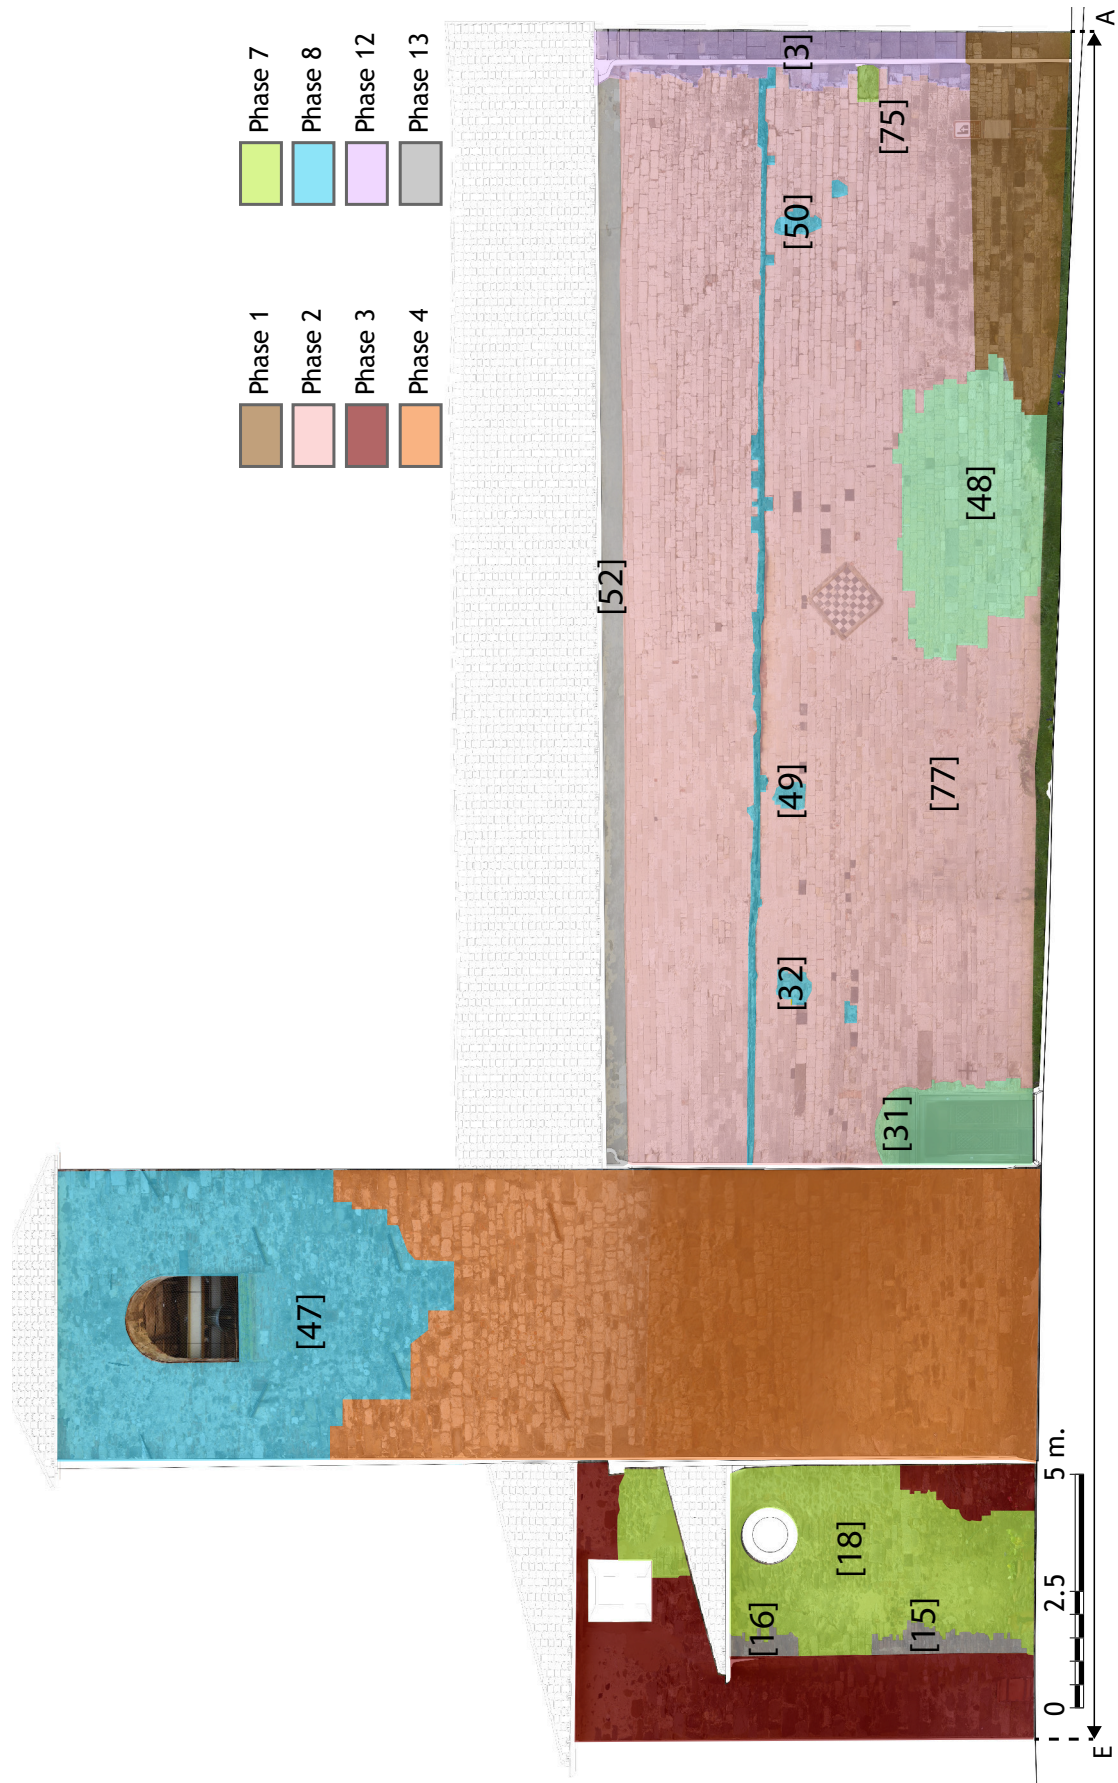 Phase 1
Phase 2
Phase 3
Phase 4
Phase 7
Phase 8
Phase 12
Phase 13
[47]
[52]
[3]
[50]
[49]
[32]
[75]
[31]
[48]
[77]
[16]
[18]
[15]
0 2.5 5 m.
E A